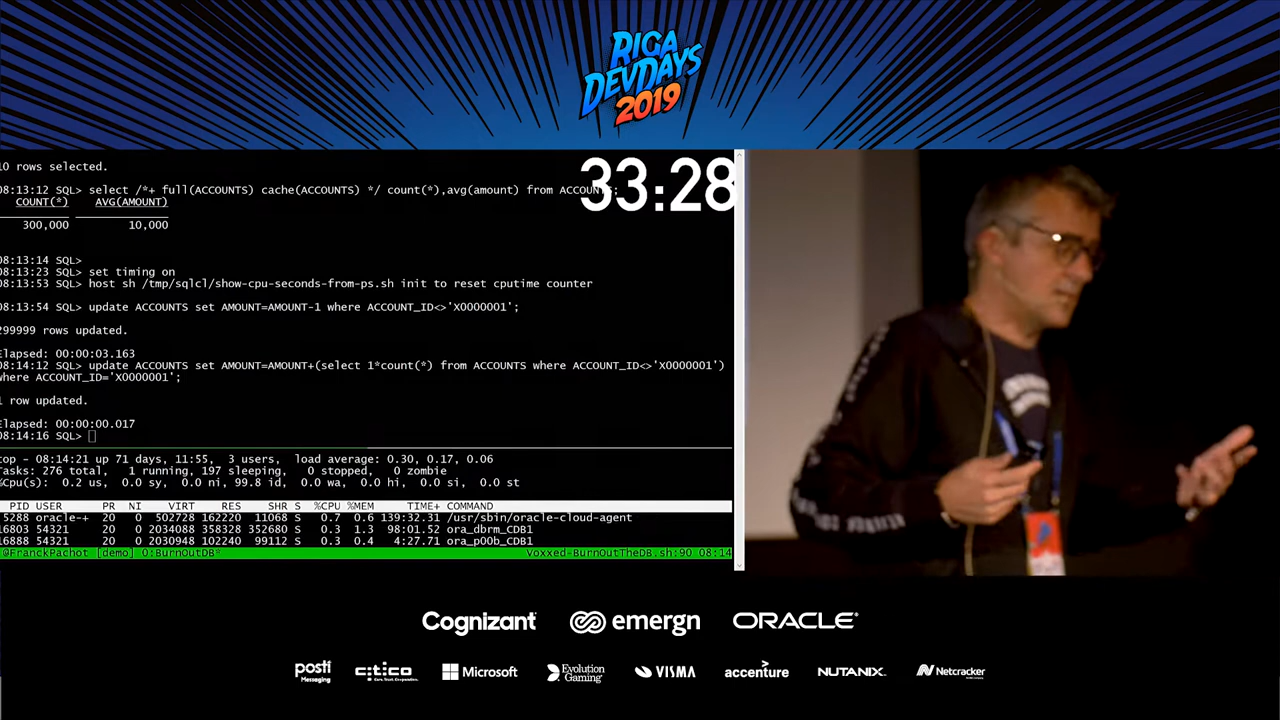 RIGA
DEVDAYS
2019
10 rows selected.
33:28
08:13:12 SQL> select /*+ full(ACCOUNTS) cache(ACCOUNTS) */ count(*),avg(amount) from ACCOUNTS;
COUNT(*) AVG(AMOUNT)
300,000 10,000
08:13:14 SQL>
08:13:23 SQL> set timing on
08:13:53 SQL> host sh /tmp/sqlcl/show-cpu-seconds-from-ps.sh init to reset cputime counter
08:13:54 SQL> update ACCOUNTS set AMOUNT=AMOUNT-1 where ACCOUNT_ID<>'X0000001';
299999 rows updated.
Elapsed: 00:00:03.163
08:14:12 SQL> update ACCOUNTS set AMOUNT=AMOUNT+(select 1*count(*) from ACCOUNTS where ACCOUNT_ID<>'X0000001')
where ACCOUNT_ID='X0000001';
1 row updated.
Elapsed: 00:00:00.017
08:14:16 SQL>
top - 08:14:21 up 71 days, 11:55, 3 users, load average: 0.30, 0.17, 0.06
Tasks: 276 total, 1 running, 197 sleeping, 0 stopped, 0 zombie
%Cpu(s): 0.2 us, 0.0 sy, 0.0 ni, 99.8 id, 0.0 wa, 0.0 hi, 0.0 si, 0.0 st
PID USER PR NI VIRT RES SHR S %CPU %MEM TIME+ COMMAND
5288 oracle-+ 20 0 502728 162220 11068 S 0.7 0.6 139:32.31 /usr/sbin/oracle-cloud-agent
16803 54321 20 0 2034088 358328 352680 S 0.3 1.3 98:01.52 ora_dbrm_CDB1
16888 54321 20 0 2030948 102240 99112 S 0.3 0.4 4:27.71 ora_p00b_CDB1
@FranckPachot [demo] 0:BurnOutDB* Voxxed-BurnOutTheDB.sh:90 08:14
Cognizant emergn ORACLE
posti Messaging citico Microsoft Evolution Gaming VISMA accenture NUTANIX Netcracker